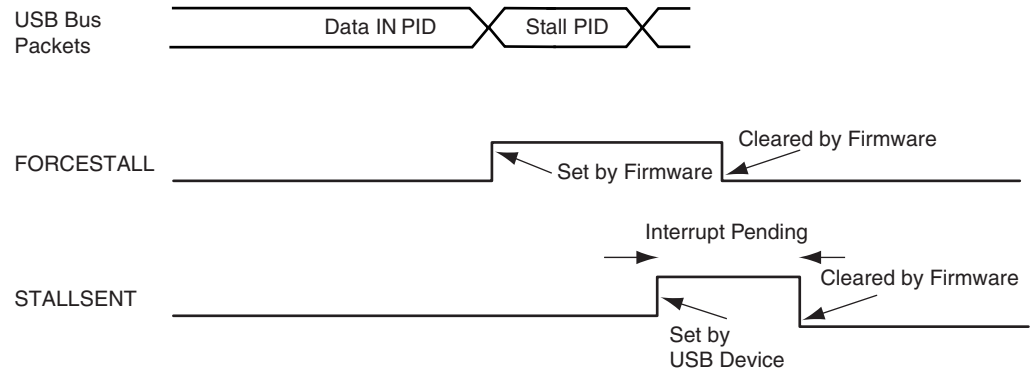 USB Bus
Packets
Data IN PID
Stall PID
FORCESTALL
Set by Firmware
Cleared by Firmware
Interrupt Pending
STALLSENT
Cleared by Firmware
Set by
USB Device